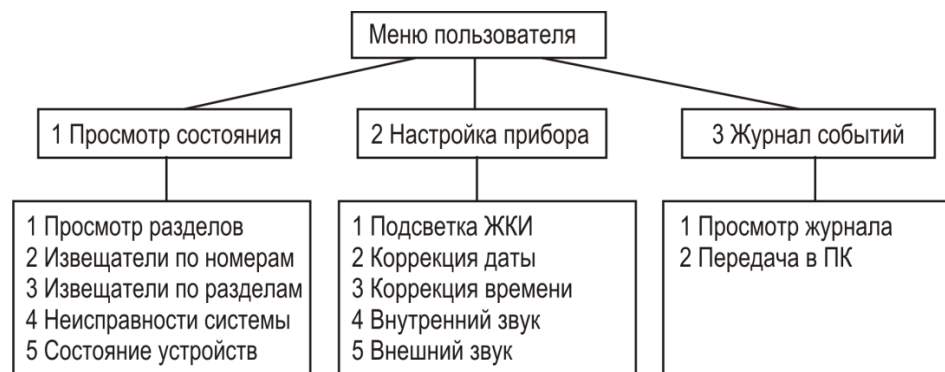 Меню пользователя
1 Просмотр состояния
2 Настройка прибора
3 Журнал событий
1 Просмотр разделов
2 Извещатели по номерам
3 Извещатели по разделам
4 Неисправности системы
5 Состояние устройств
1 Подсветка ЖКИ
2 Коррекция даты
3 Коррекция времени
4 Внутренний звук
5 Внешний звук
1 Просмотр журнала
2 Передача в ПК